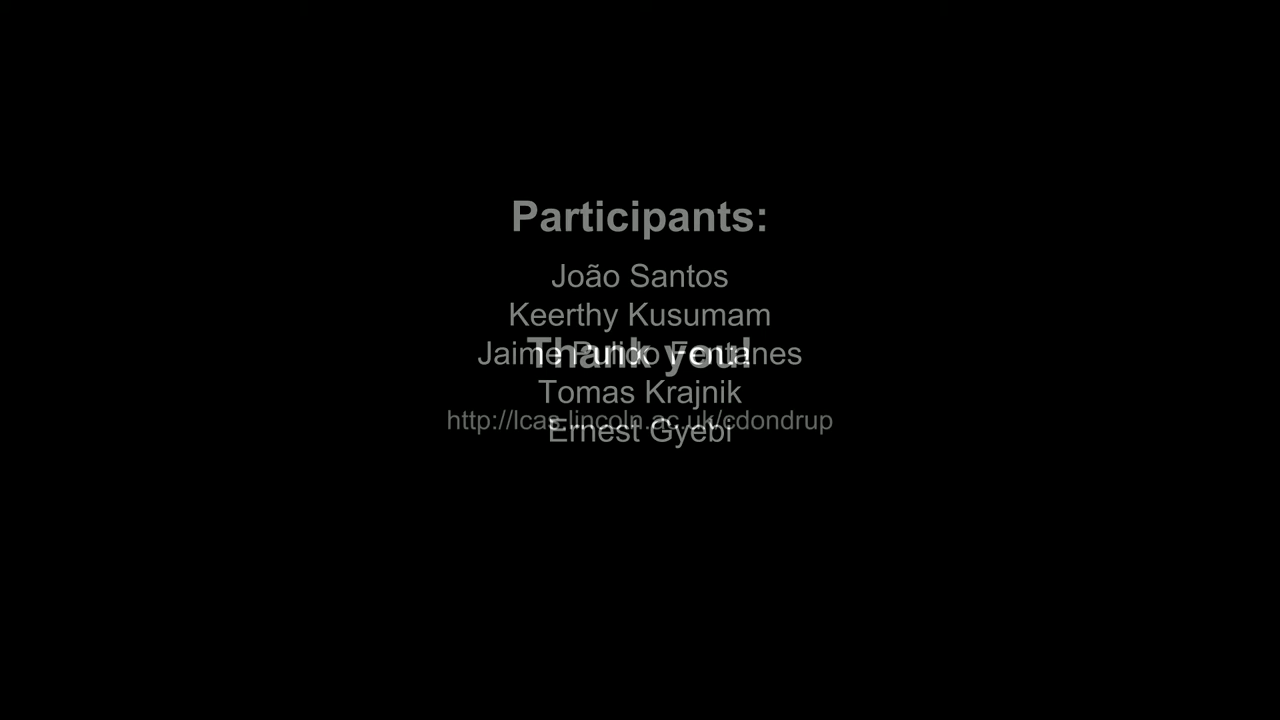 Participants:
João Santos
Keerthy Kusumam
Jaime Pulido Fentanes
Thank you!
Tomas Krajnik
http://lcas.lincoln.ac.uk/cdondrup
Ernest Gyebi